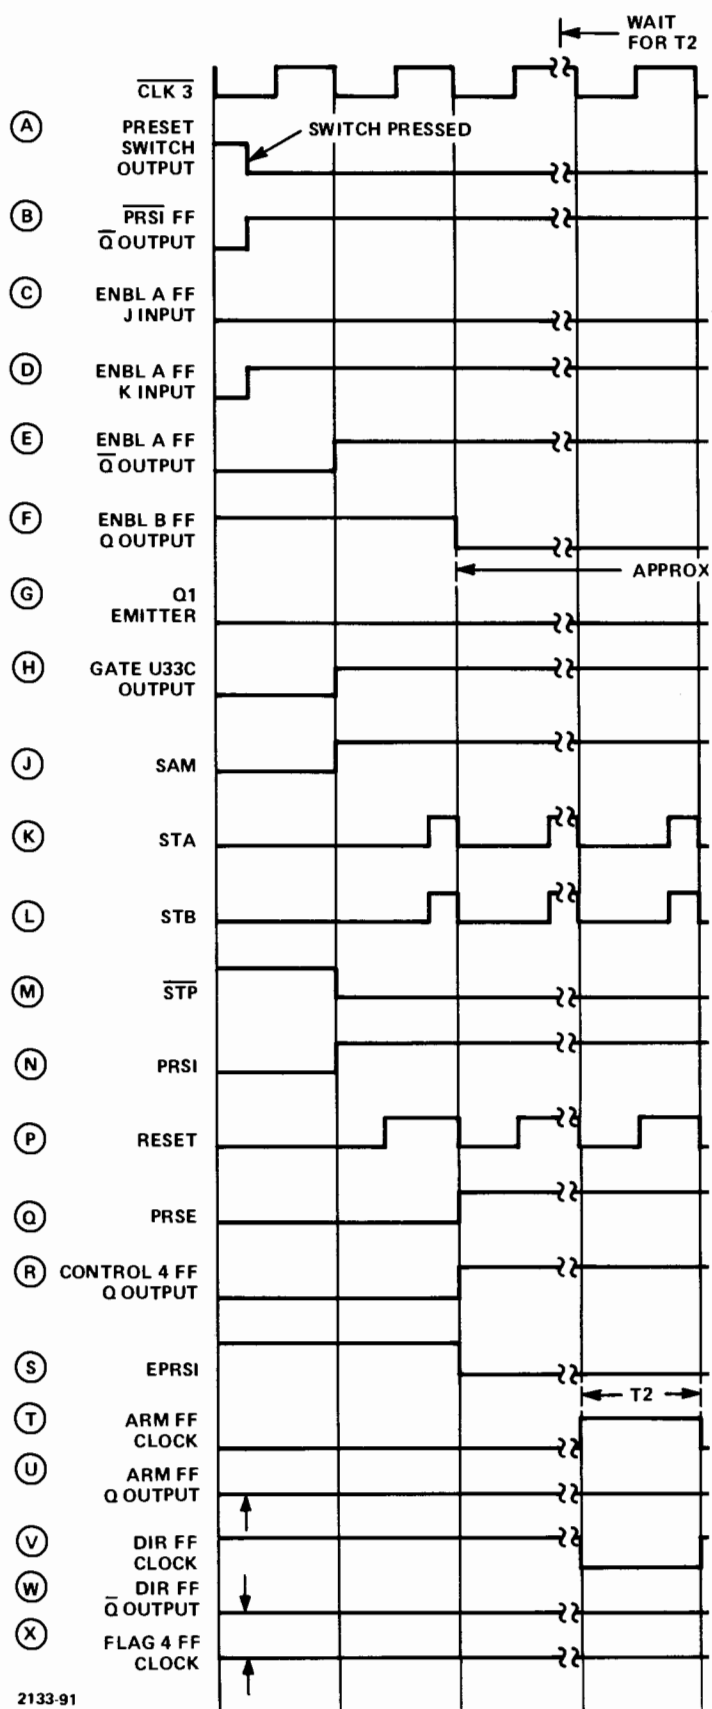 WAIT
FOR T2
CLK 3
A
PRESET
SWITCH
OUTPUT
SWITCH PRESSED
B
PRSI FF
Q OUTPUT
C
ENBL A FF
J INPUT
D
ENBL A FF
K INPUT
E
ENBL A FF
Q OUTPUT
F
ENBL B FF
Q OUTPUT
APPROX
G
Q1
EMITTER
H
GATE U33C
OUTPUT
J
SAM
K
STA
L
STB
M
STP
N
PRSI
P
RESET
Q
PRSE
R
CONTROL 4 FF
Q OUTPUT
S
EPRSI
T2
T
ARM FF
CLOCK
U
ARM FF
Q OUTPUT
V
DIR FF
CLOCK
W
DIR FF
Q OUTPUT
X
FLAG 4 FF
CLOCK
2133-91